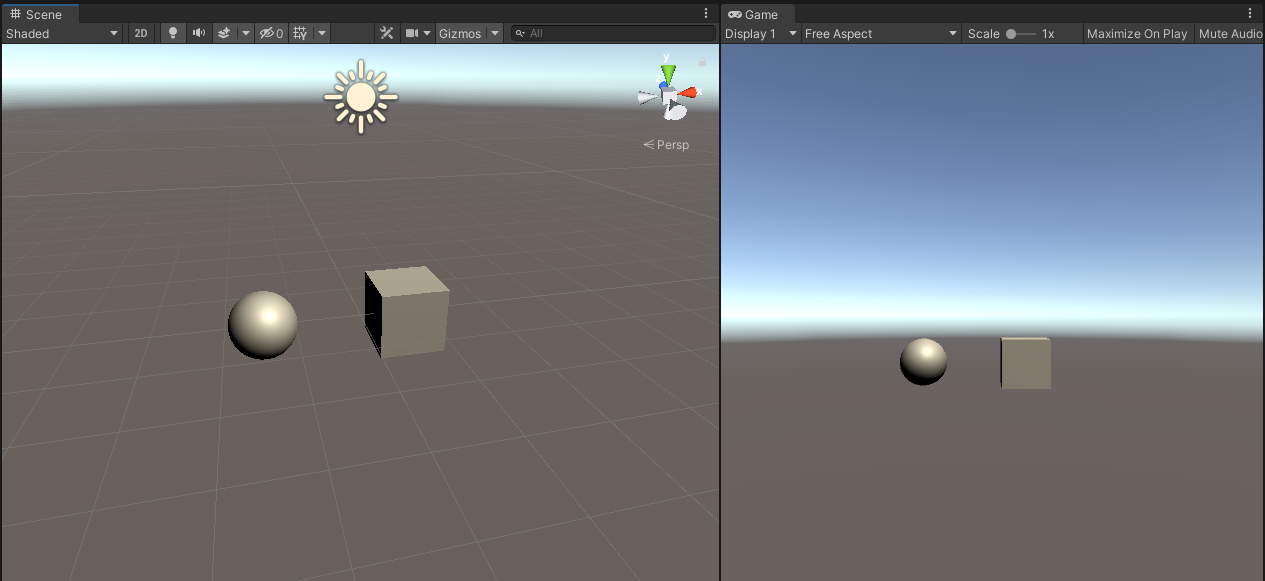 Scene
Shaded 2D 0 Gizmos All
y
x
z
Persp
Game
Display 1 Free Aspect Scale 1x Maximize On Play Mute Audio